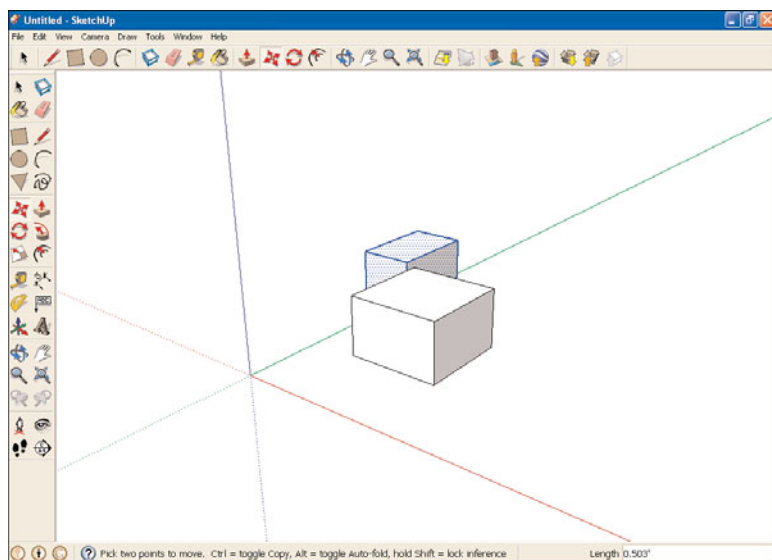 Untitled - SketchUp
File Edit View Camera Draw Tools Window Help
Pick two points to move. Ctrl = toggle Copy, Alt = toggle Auto-fold, hold Shift = lock inference Length 0.503'